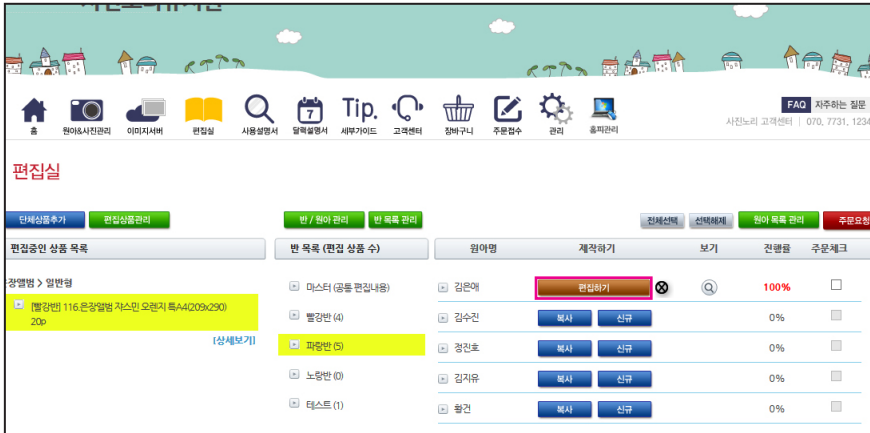 홈 원아&사진관리 이미지서버 편집실 사용설명서 7 달력설명서 Tip. 세부가이드 고객센터 장바구니 주문접수 관리 홈피관리
FAQ 자주하는 질문
사진노리 고객센터 | 070, 7731, 1234
편집실
단체상품추가 편집상품관리 반 / 원아 관리 반 목록 관리 전체선택 선택해제 원아 목록 관리 주문요청
편집중인 상품 목록 반 목록 (편집 상품 수) 원아명 제작하기 보기 진행률 주문체크
은장앨범 > 일반형
[빨강반] 116.은장앨범 쟈스민 오렌지 특A4(209x290)
20p
[상세보기]
마스터 (공통 편집내용)
빨강반 (4)
파랑반 (5)
노랑반 (0)
테스트 (1)
김은애 편집하기 100%
김수진 복사 신규 0%
정진호 복사 신규 0%
김지유 복사 신규 0%
황건 복사 신규 0%